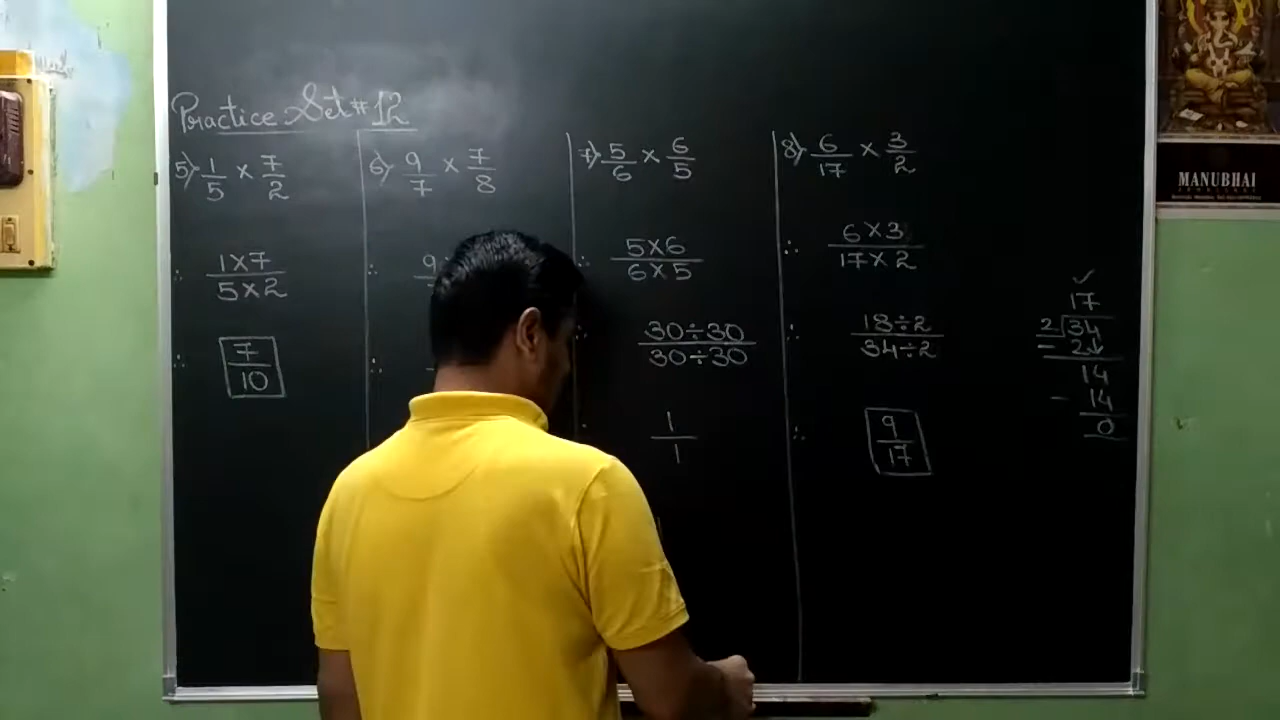 Practice Set # 12
5) 1/5 × 7/2
∴ 1×7/5×2
∴ 7/10
6) 9/7 × 7/8
∴ 9
∴
7) 5/6 × 6/5
∴ 5×6/6×5
∴ 30÷30/30÷30
∴ 1/1
8) 6/17 × 3/2
∴ 6×3/17×2
∴ 18÷2/34÷2
∴ 9/17
✓
17
2 34
- 2↓
14
- 14
0
MANUBHAI